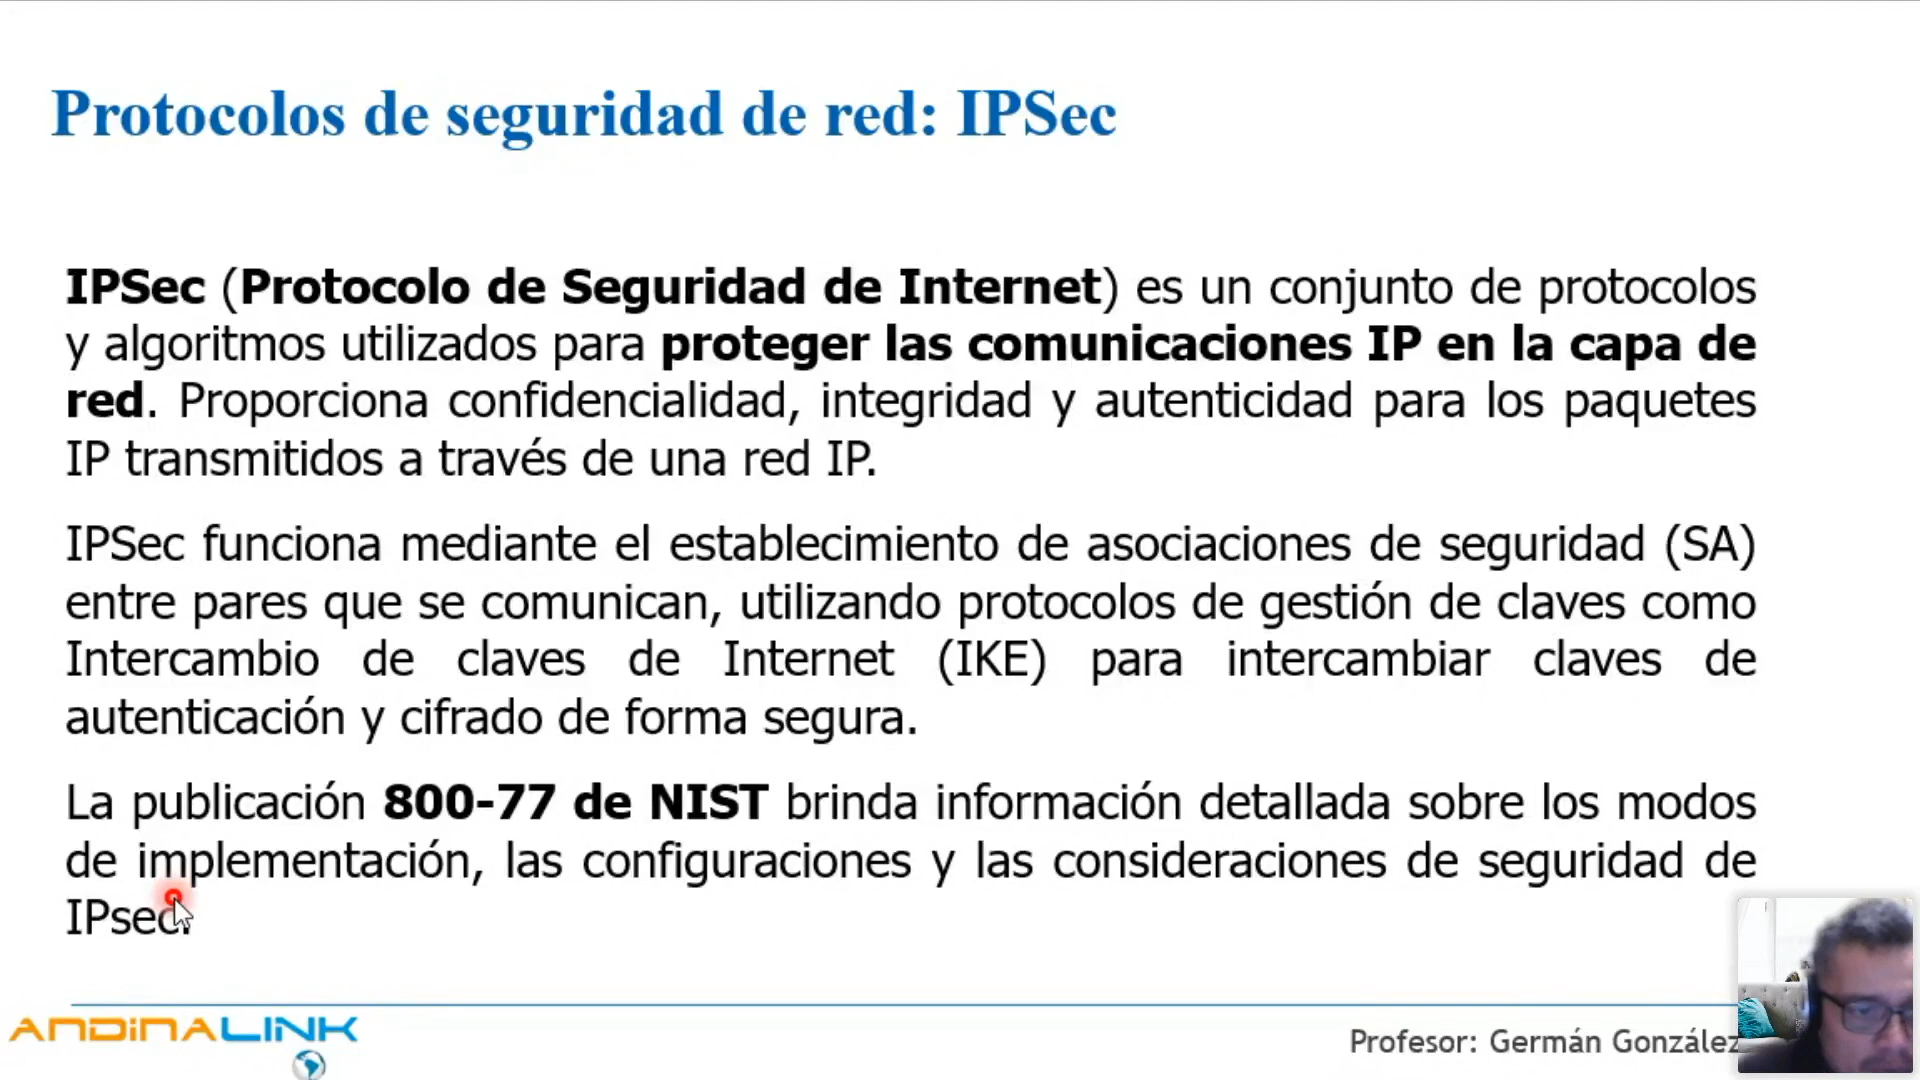 Protocolos de seguridad de red: IPSec
IPSec (Protocolo de Seguridad de Internet) es un conjunto de protocolos
y algoritmos utilizados para proteger las comunicaciones IP en la capa de
red. Proporciona confidencialidad, integridad y autenticidad para los paquetes
IP transmitidos a través de una red IP.
IPSec funciona mediante el establecimiento de asociaciones de seguridad (SA)
entre pares que se comunican, utilizando protocolos de gestión de claves como
Intercambio de claves de Internet (IKE) para intercambiar claves de
autenticación y cifrado de forma segura.
La publicación 800-77 de NIST brinda información detallada sobre los modos
de implementación, las configuraciones y las consideraciones de seguridad de
IPsec.
ANDINALINK
Profesor: Germán González